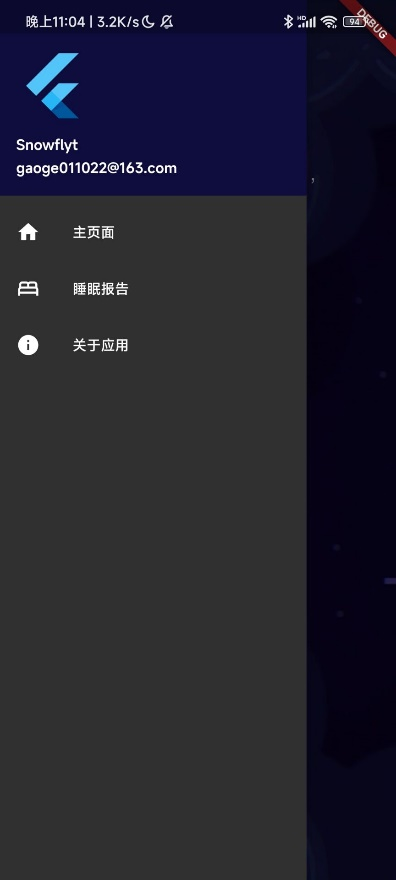 晚上11:04 | 3.2K/s
HD
94
DEBUG
Snowflyt
gaoge011022@163.com
,
主页面
睡眠报告
关于应用